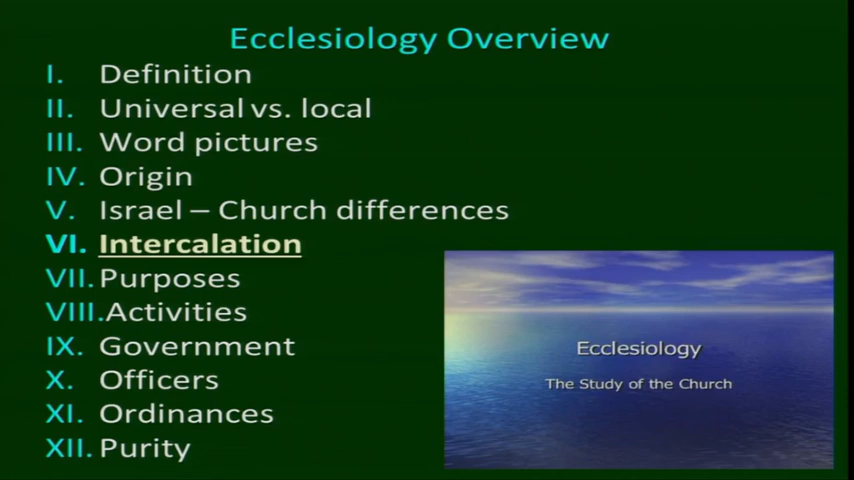 Ecclesiology Overview
I. Definition
II. Universal vs. local
III. Word pictures
IV. Origin
V. Israel – Church differences
VI. Intercalation
VII. Purposes
VIII. Activities
IX. Government
X. Officers
XI. Ordinances
XII. Purity
Ecclesiology
The Study of the Church